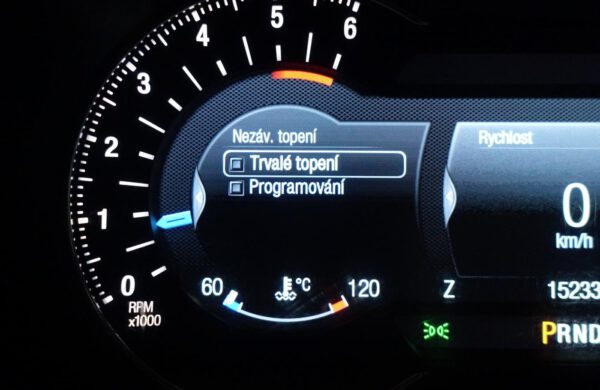 6
5
4
3
2
1
0
RPM
x1000
Nezáv. topení
Trvalé topení
Programování
60
°C
120
Rychlost
0
km/h
Z
15233
PRND